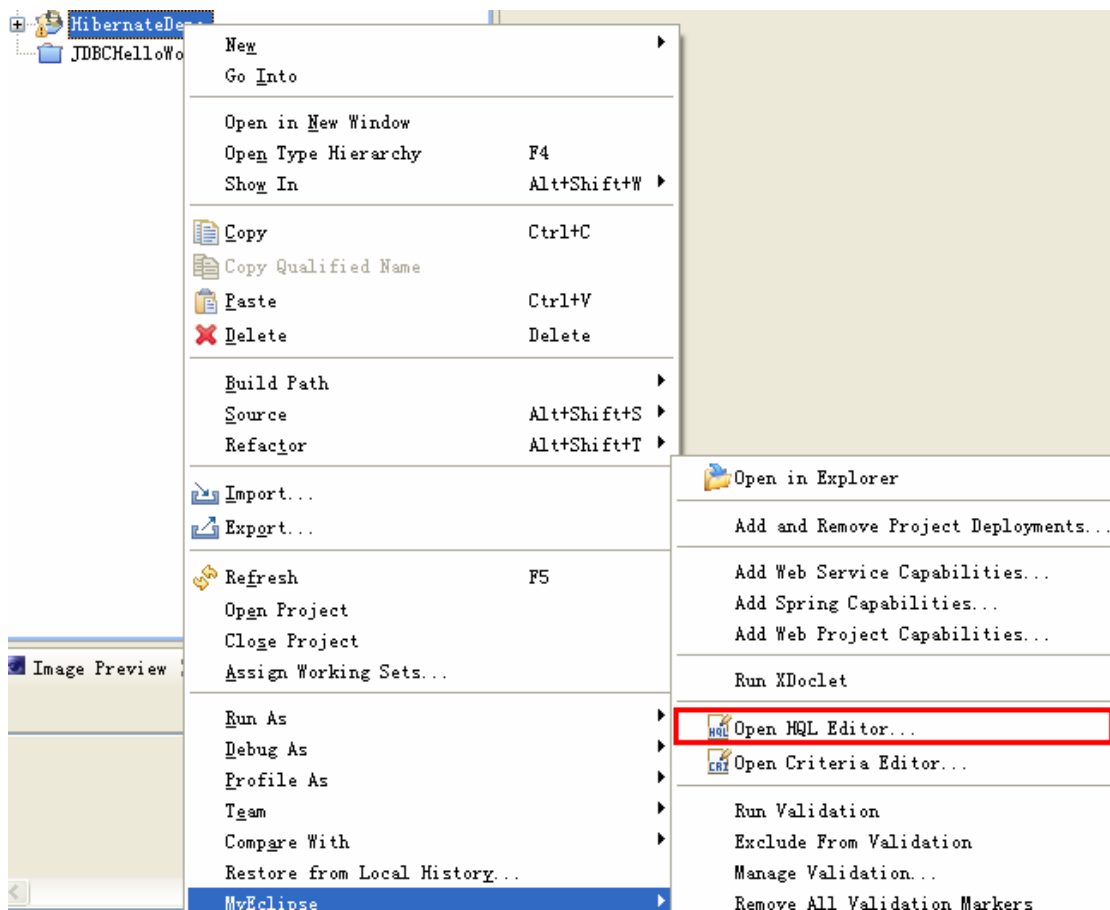 HibernateDemo
JDBCHelloWo
New
Go Into
Open in New Window
Open Type Hierarchy F4
Show In Alt+Shift+W
Copy Ctrl+C
Copy Qualified Name
Paste Ctrl+V
Delete Delete
Build Path
Source Alt+Shift+S
Refactor Alt+Shift+T
Import...
Export...
Refresh F5
Open Project
Close Project
Assign Working Sets...
Run As
Debug As
Profile As
Team
Compare With
Restore from Local History...
MyEclipse
Open in Explorer
Add and Remove Project Deployments...
Add Web Service Capabilities...
Add Spring Capabilities...
Add Web Project Capabilities...
Run XDoclet
HQL Open HQL Editor...
CRI Open Criteria Editor...
Run Validation
Exclude From Validation
Manage Validation...
Remove All Validation Markers
Image Preview